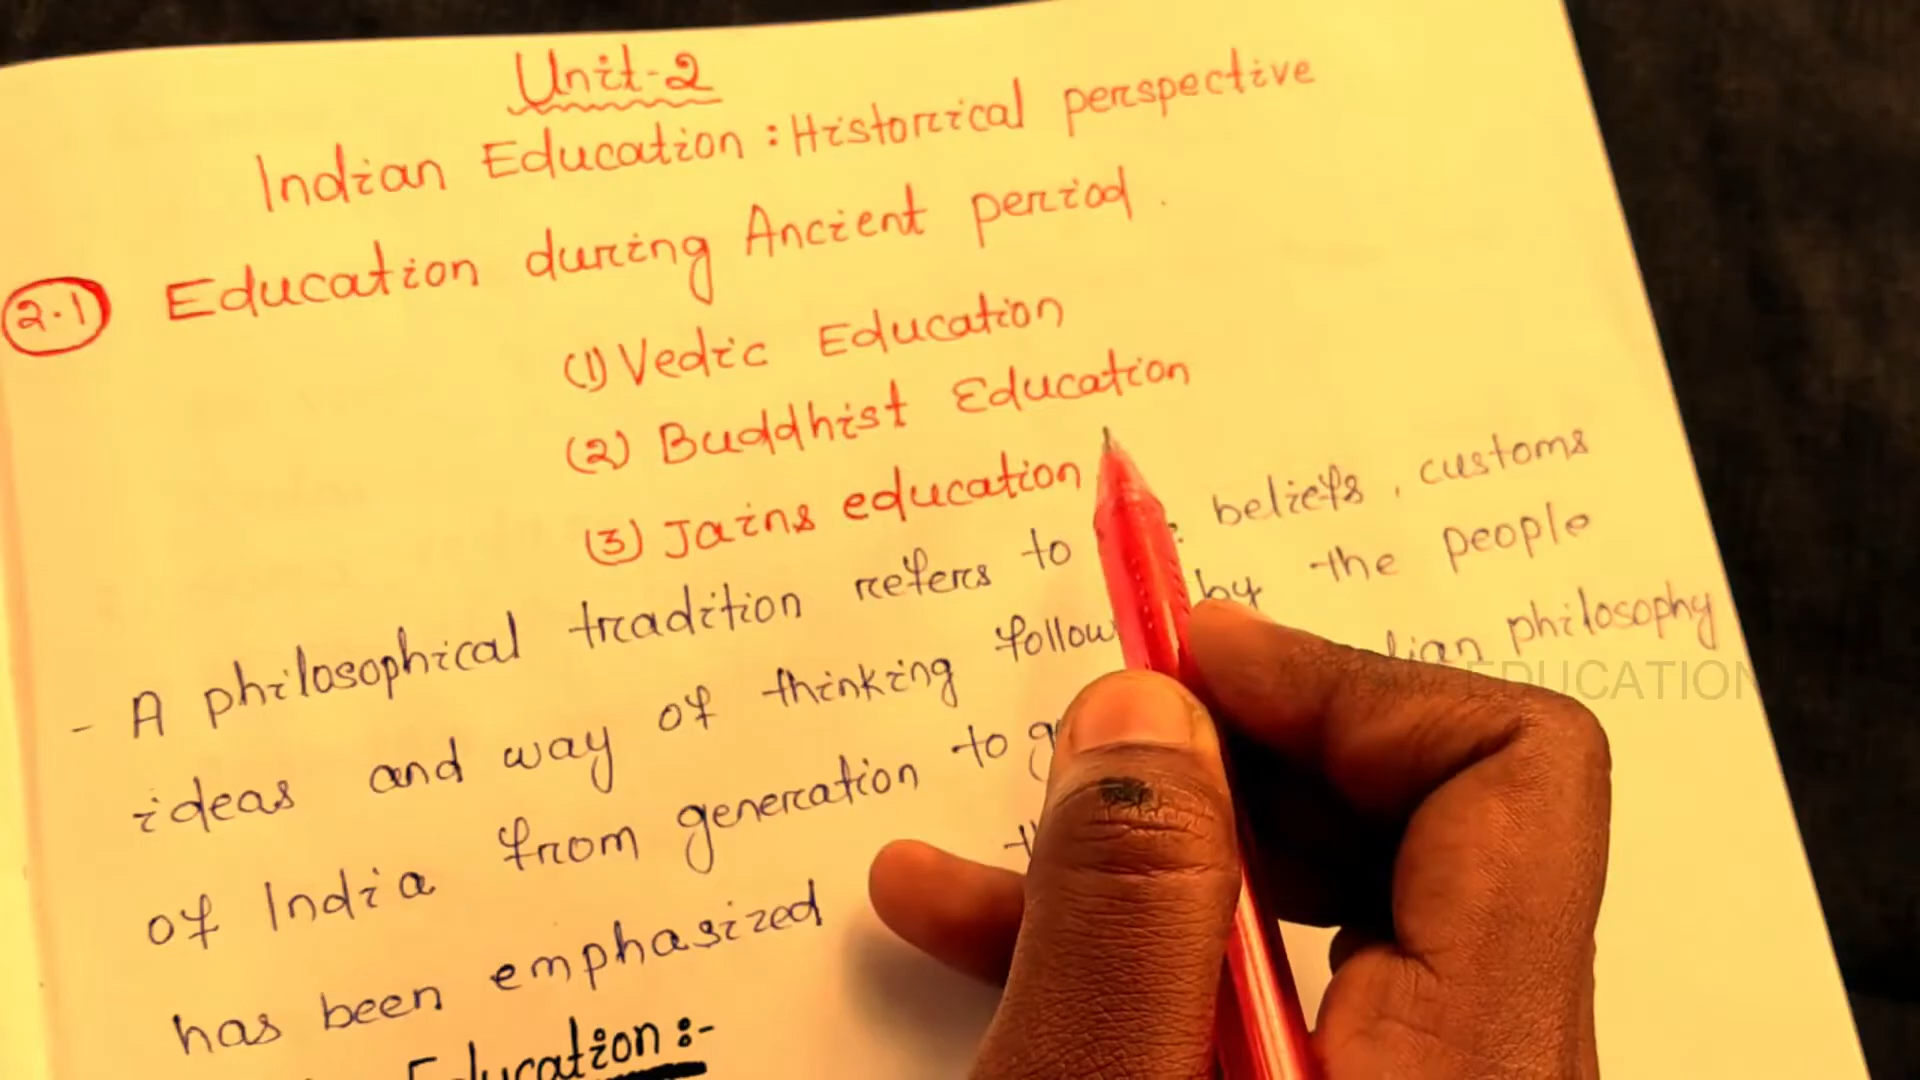 Unit-2
Indian Education : Historical perspective
2.1 Education during Ancient period.
(1) Vedic Education
(2) Buddhist Education
(3) Jains education
- A philosophical tradition refers to beliefs, customs
ideas and way of thinking by the people
of India from generation to philosophy
has been emphasized
Education :-
EDUCATION